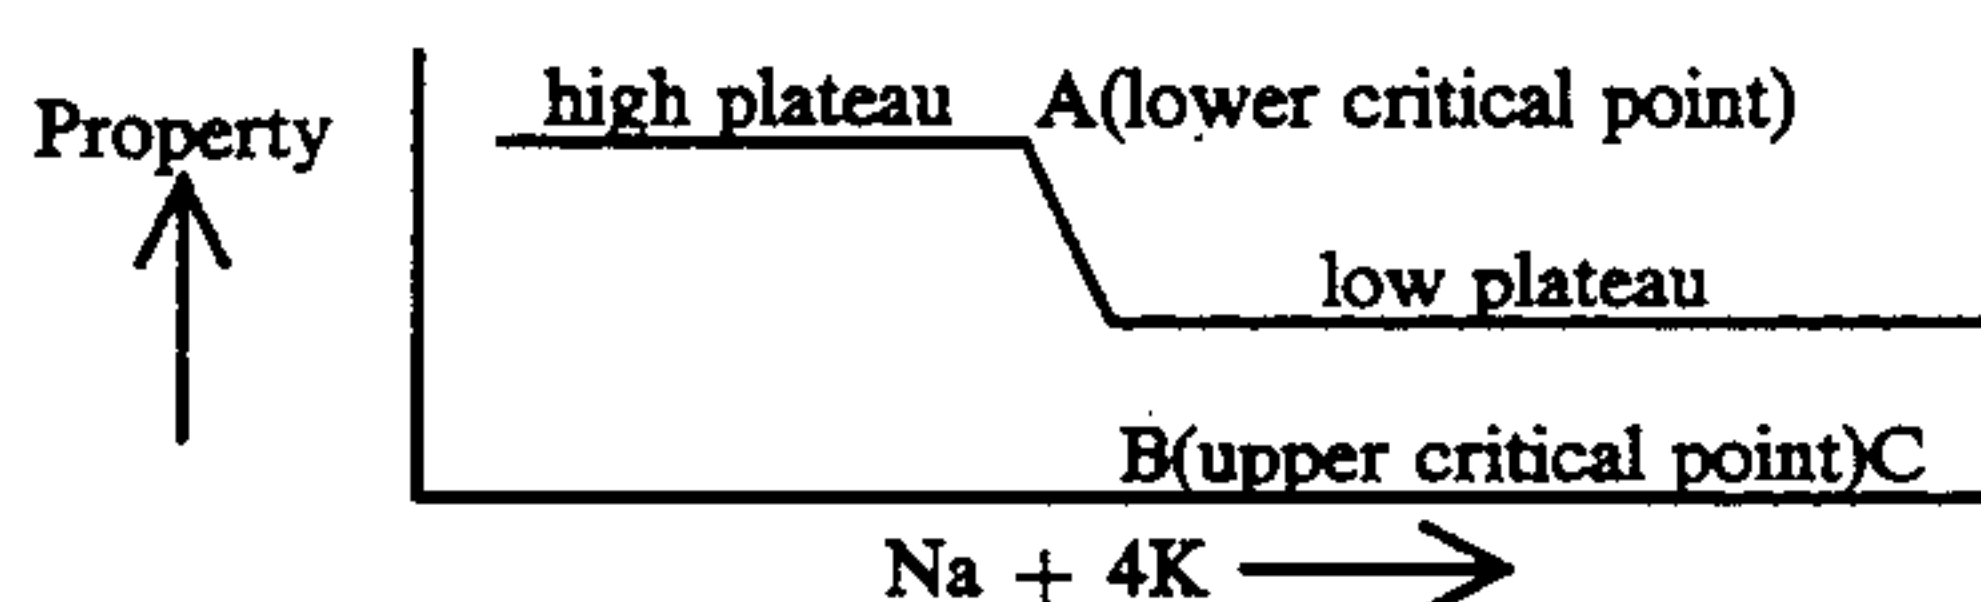 high plateau A(lower critical point)
Property
low plateau
B(upper critical point)C
Na + 4K